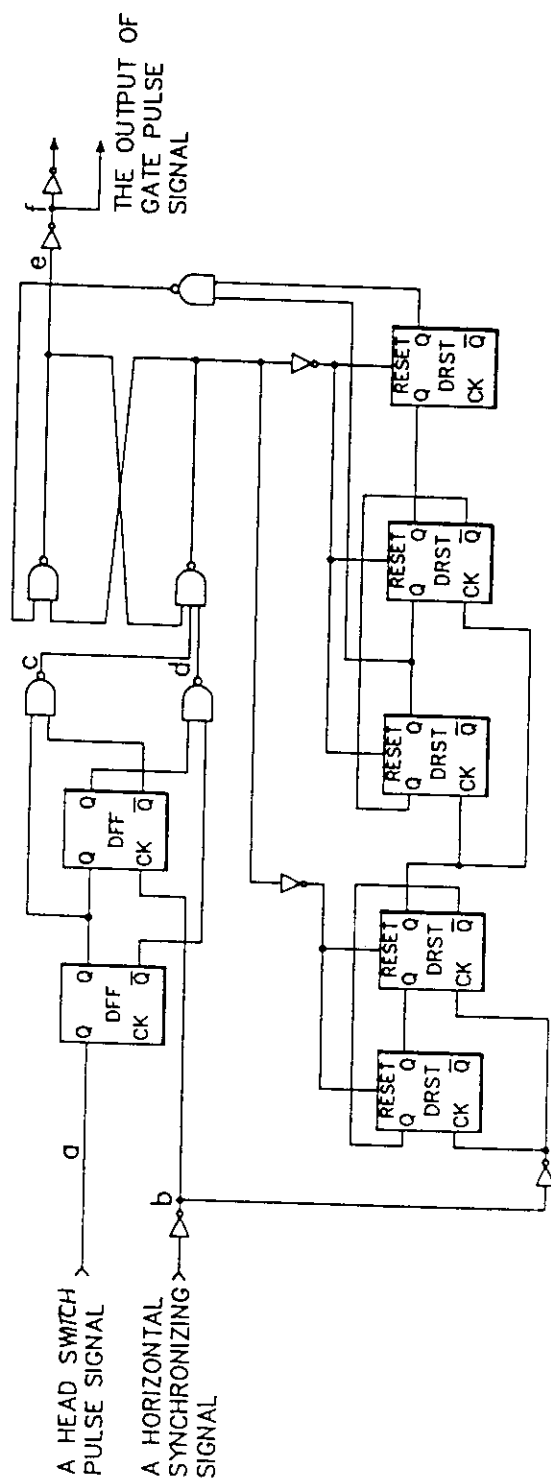 A HEAD SWITCH
PULSE SIGNAL
a
A HORIZONTAL
SYNCHRONIZING
SIGNAL
b
Q Q
DFF
CK Q̅
Q Q
DFF
CK Q̅
c
d
e
f
THE OUTPUT OF
GATE PULSE
SIGNAL
RESET
Q Q
DRST
CK Q̅
RESET
Q Q
DRST
CK Q̅
RESET
Q Q
DRST
CK Q̅
RESET
Q Q
DRST
CK Q̅
RESET
Q Q
DRST
CK Q̅